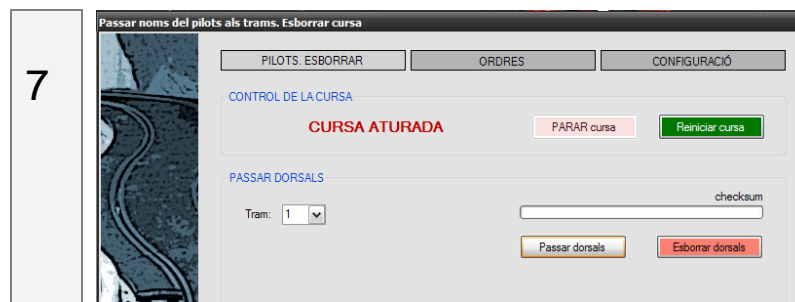 Passar noms del pilots als trams. Esborrar cursa
7
PILOTS. ESBORRAR ORDRES CONFIGURACIÓ
CONTROL DE LA CURSA
CURSA ATURADA PARAR cursa Reiniciar cursa
PASSAR DORSALS
checksum
Tram: 1
Passar dorsals Esborrar dorsals